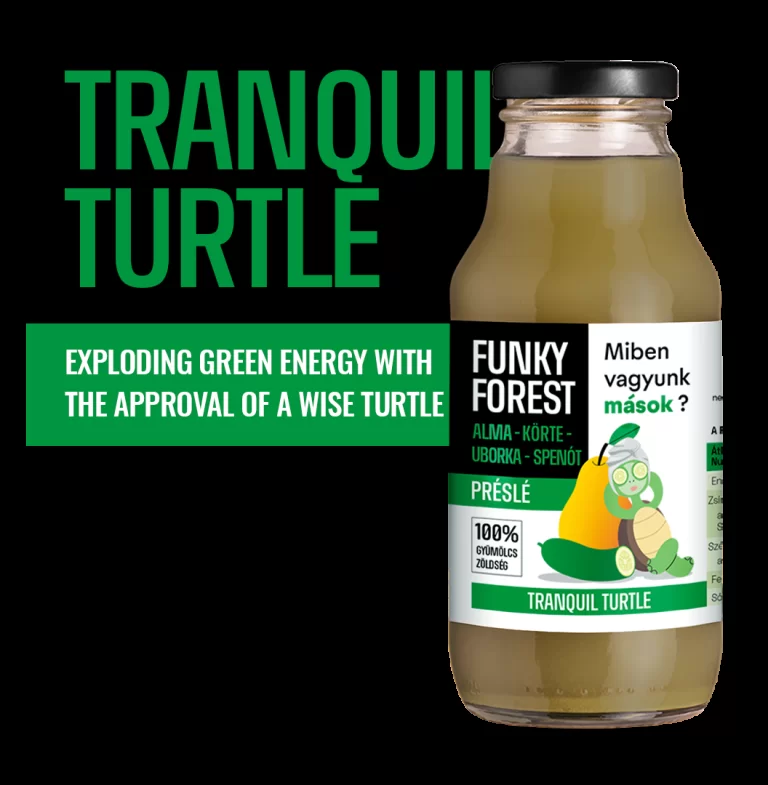 TRANQUIL
TURTLE
EXPLODING GREEN ENERGY WITH
THE APPROVAL OF A WISE TURTLE
FUNKY
FOREST
ALMA - KÖRTE -
UBORKA - SPENÓT
PRÉSLÉ
100%
GYÜMÖLCS
ZÖLDSÉG
Miben
vagyunk
mások ?
TRANQUIL TURTLE